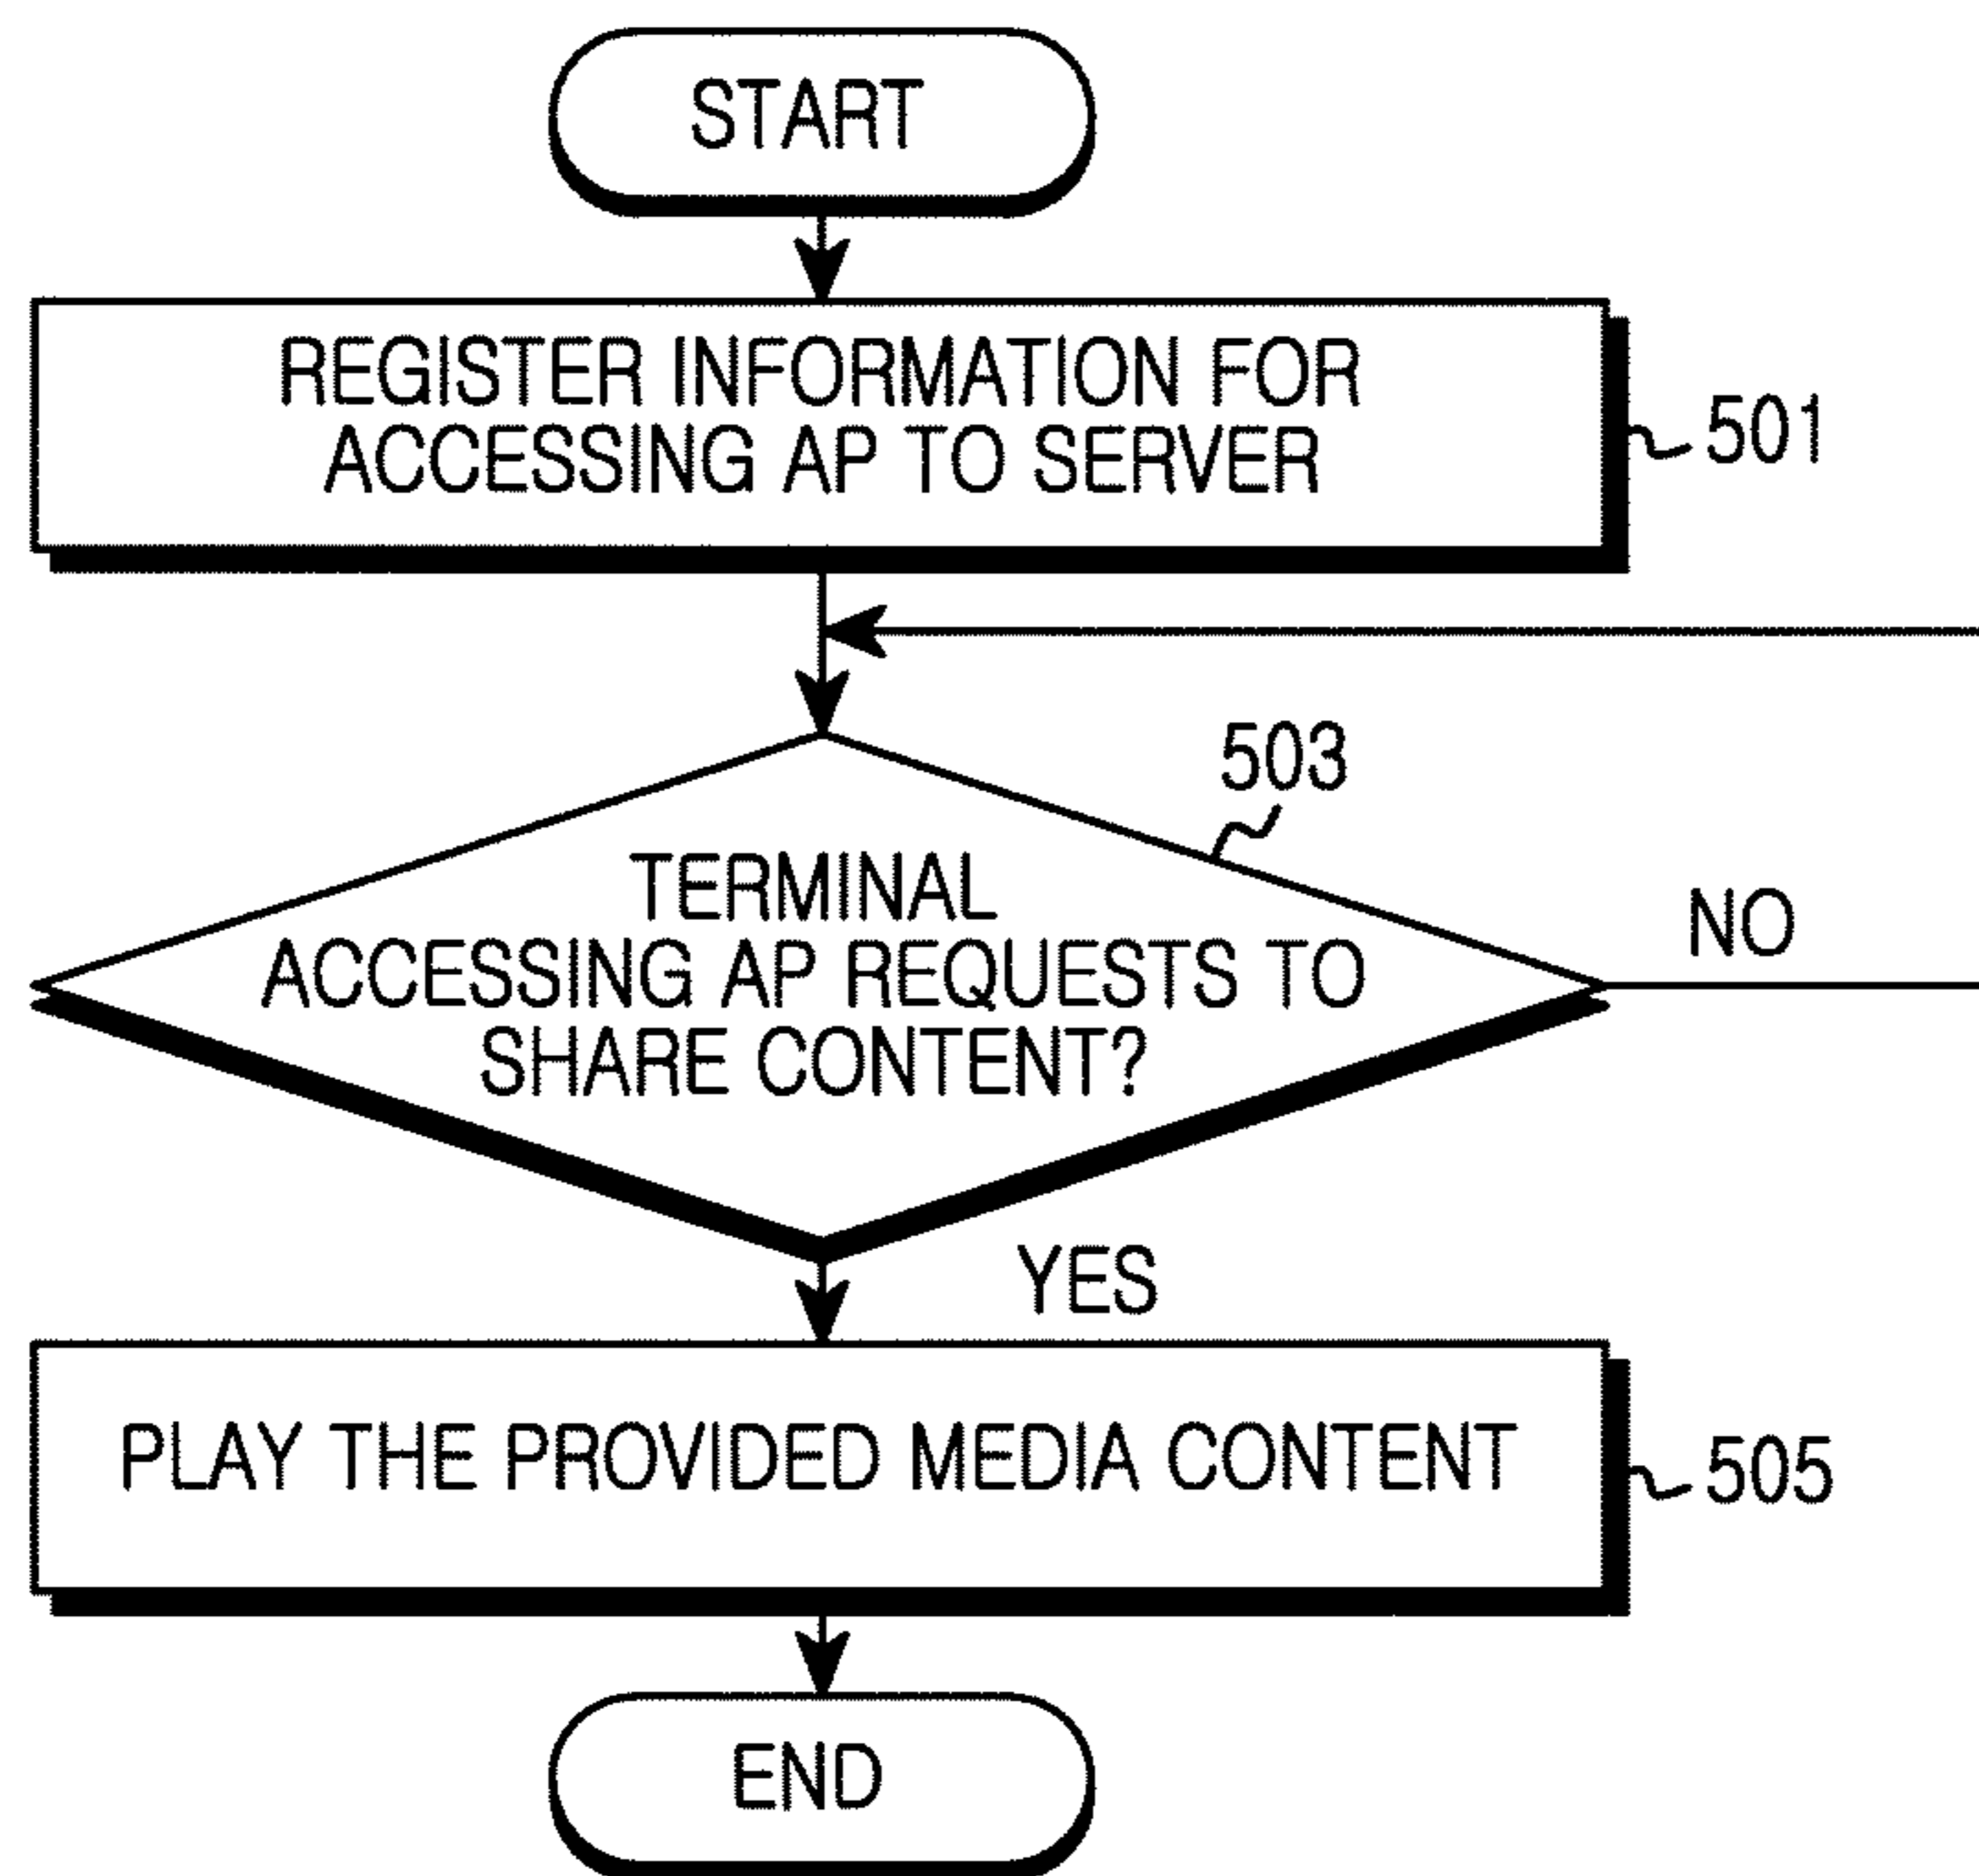 START
REGISTER INFORMATION FOR
ACCESSING AP TO SERVER
501
503
TERMINAL
ACCESSING AP REQUESTS TO
SHARE CONTENT?
NO
YES
PLAY THE PROVIDED MEDIA CONTENT
505
END